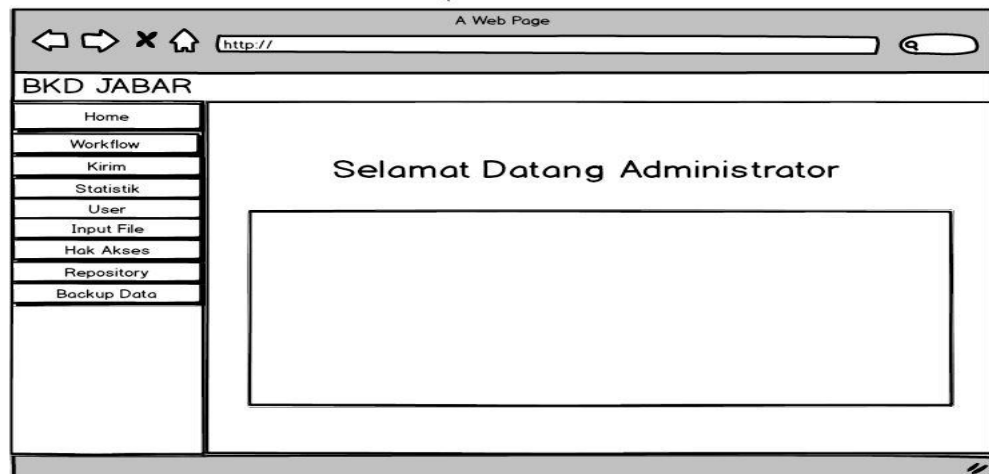 A Web Page
http://
BKD JABAR
Home
Workflow
Kirim
Statistik
User
Input File
Hak Akses
Repository
Backup Data
Selamat Datang Administrator